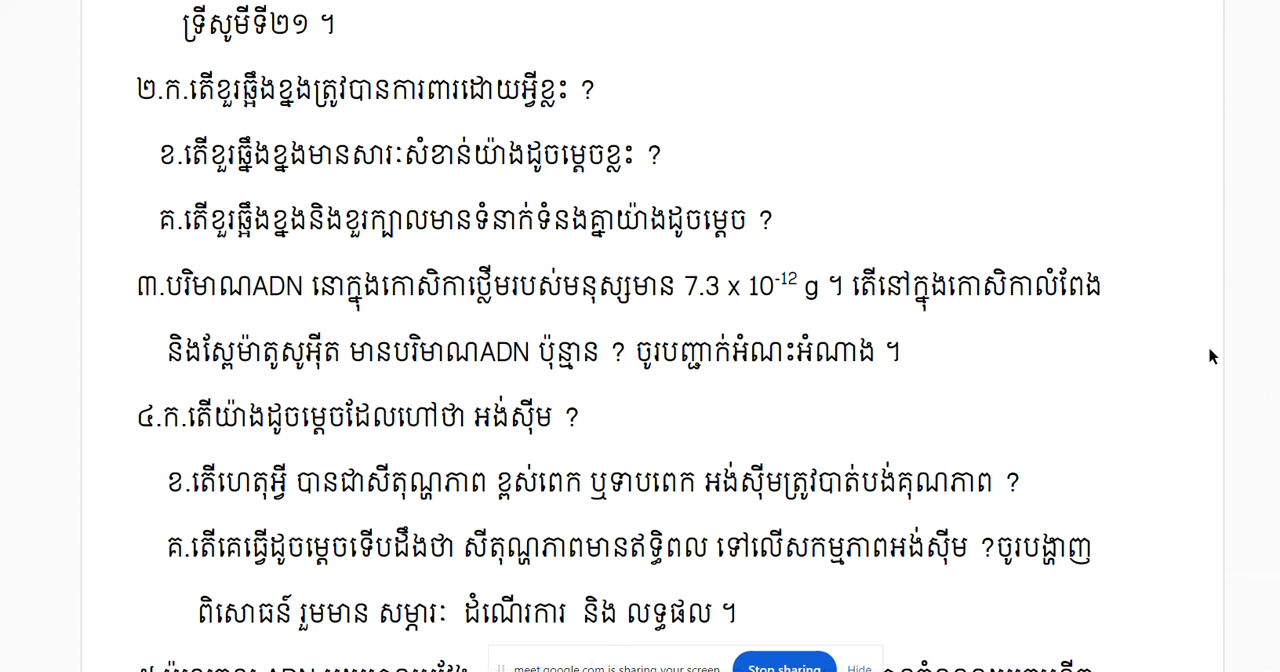 ទ្រីសូមីទី២១ ។
២.ក.តើខួរឆ្អឹងខ្នងត្រូវបានការពារដោយអ្វីខ្លះ ?
ខ.តើខួរឆ្នឹងខ្នងមានសារៈសំខាន់យ៉ាងដូចម្ដេចខ្លះ ?
គ.តើខួរឆ្អឹងខ្នងនិងខួរក្បាលមានទំនាក់ទំនងគ្នាយ៉ាងដូចម្ដេច ?
៣.បរិមាណADN នោក្នុងកោសិកាថ្លើមរបស់មនុស្សមាន 7.3 x 10⁻¹² g ។ តើនៅក្នុងកោសិកាលំពែង
និងស្ពែម៉ាតូសូអ៊ីត មានបរិមាណADN ប៉ុន្មាន ? ចូរបញ្ជាក់អំណះអំណាង ។
៤.ក.តើយ៉ាងដូចម្ដេចដែលហៅថា អង់ស៊ីម ?
ខ.តើហេតុអ្វី បានជាសីតុណ្ហភាព ខ្ពស់ពេក ឬទាបពេក អង់ស៊ីមត្រូវបាត់បង់គុណភាព ?
គ.តើគេធ្វើដូចម្ដេចទើបដឹងថា សីតុណ្ហភាពមានឥទ្ធិពល ទៅលើសកម្មភាពអង់ស៊ីម ?ចូរបង្ហាញ
ពិសោធន៍ រួមមាន សម្ភារៈ ដំណើរការ និង លទ្ធផល ។
meet.google.com is sharing your screen. Stop sharing Hide